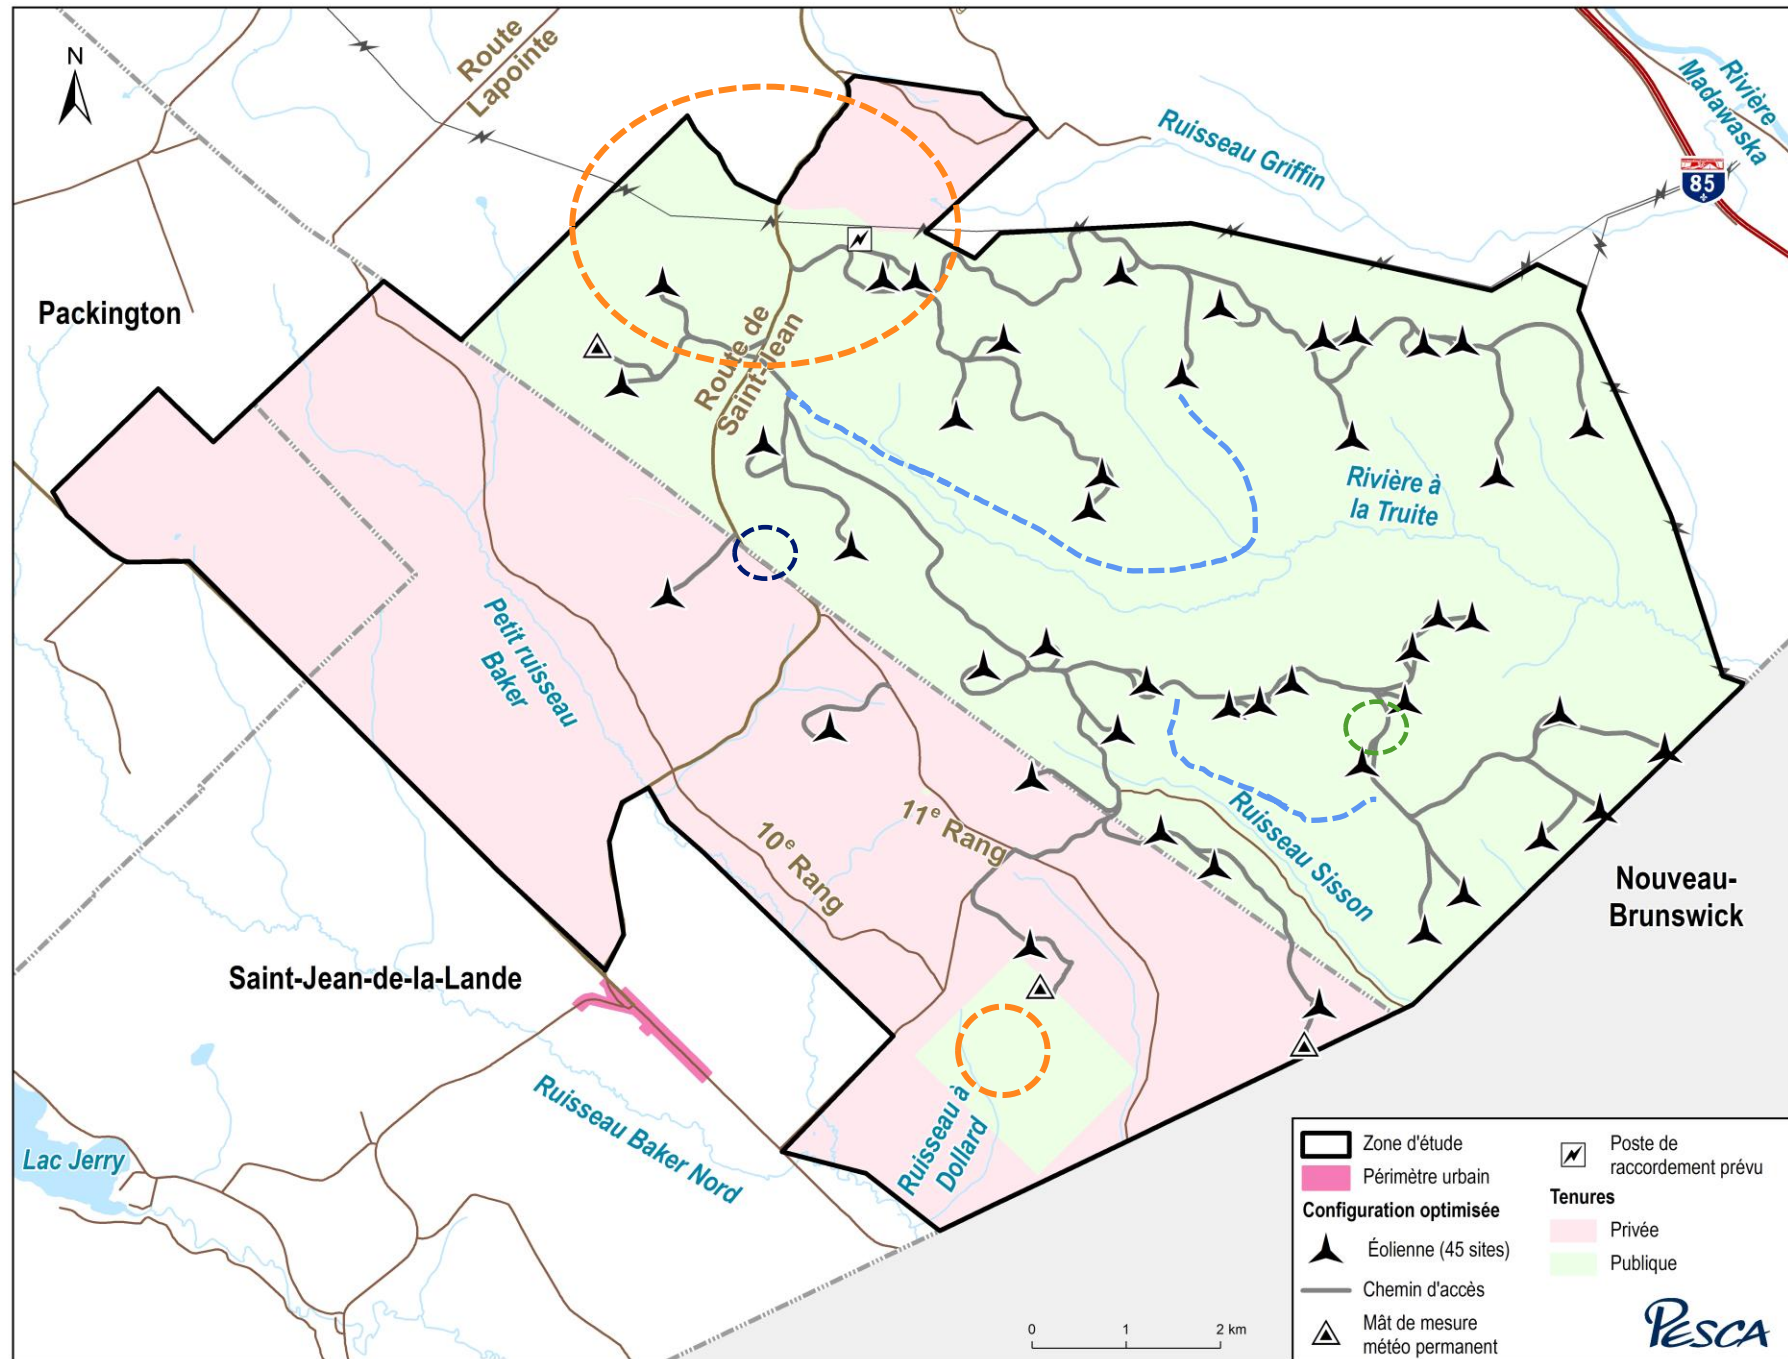 N
Route
Lapointe
Ruisseau Griffin
Rivière
Madawaska
85
Packington
Route de
Saint-Jean
Rivière à
la Truite
Petit ruisseau
Baker
11e Rang
10e Rang
Ruisseau Sisson
Nouveau-
Brunswick
Saint-Jean-de-la-Lande
Ruisseau Baker Nord
Ruisseau à
Dollard
Lac Jerry
0 1 2 km
Zone d'étude
Périmètre urbain
Configuration optimisée
Éolienne (45 sites)
Chemin d'accès
Mât de mesure
météo permanent
Poste de
raccordement prévu
Tenures
Privée
Publique
PESCA